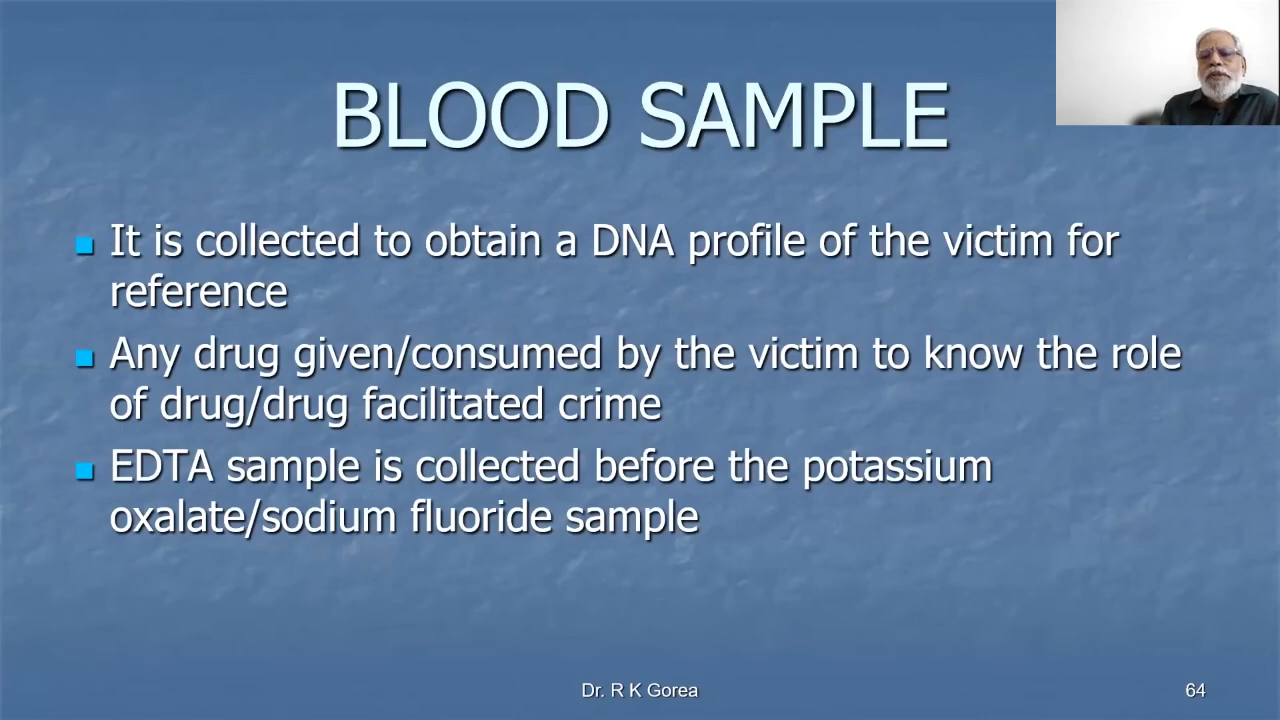 BLOOD SAMPLE
It is collected to obtain a DNA profile of the victim for
reference
Any drug given/consumed by the victim to know the role
of drug/drug facilitated crime
EDTA sample is collected before the potassium
oxalate/sodium fluoride sample
Dr. R K Gorea
64